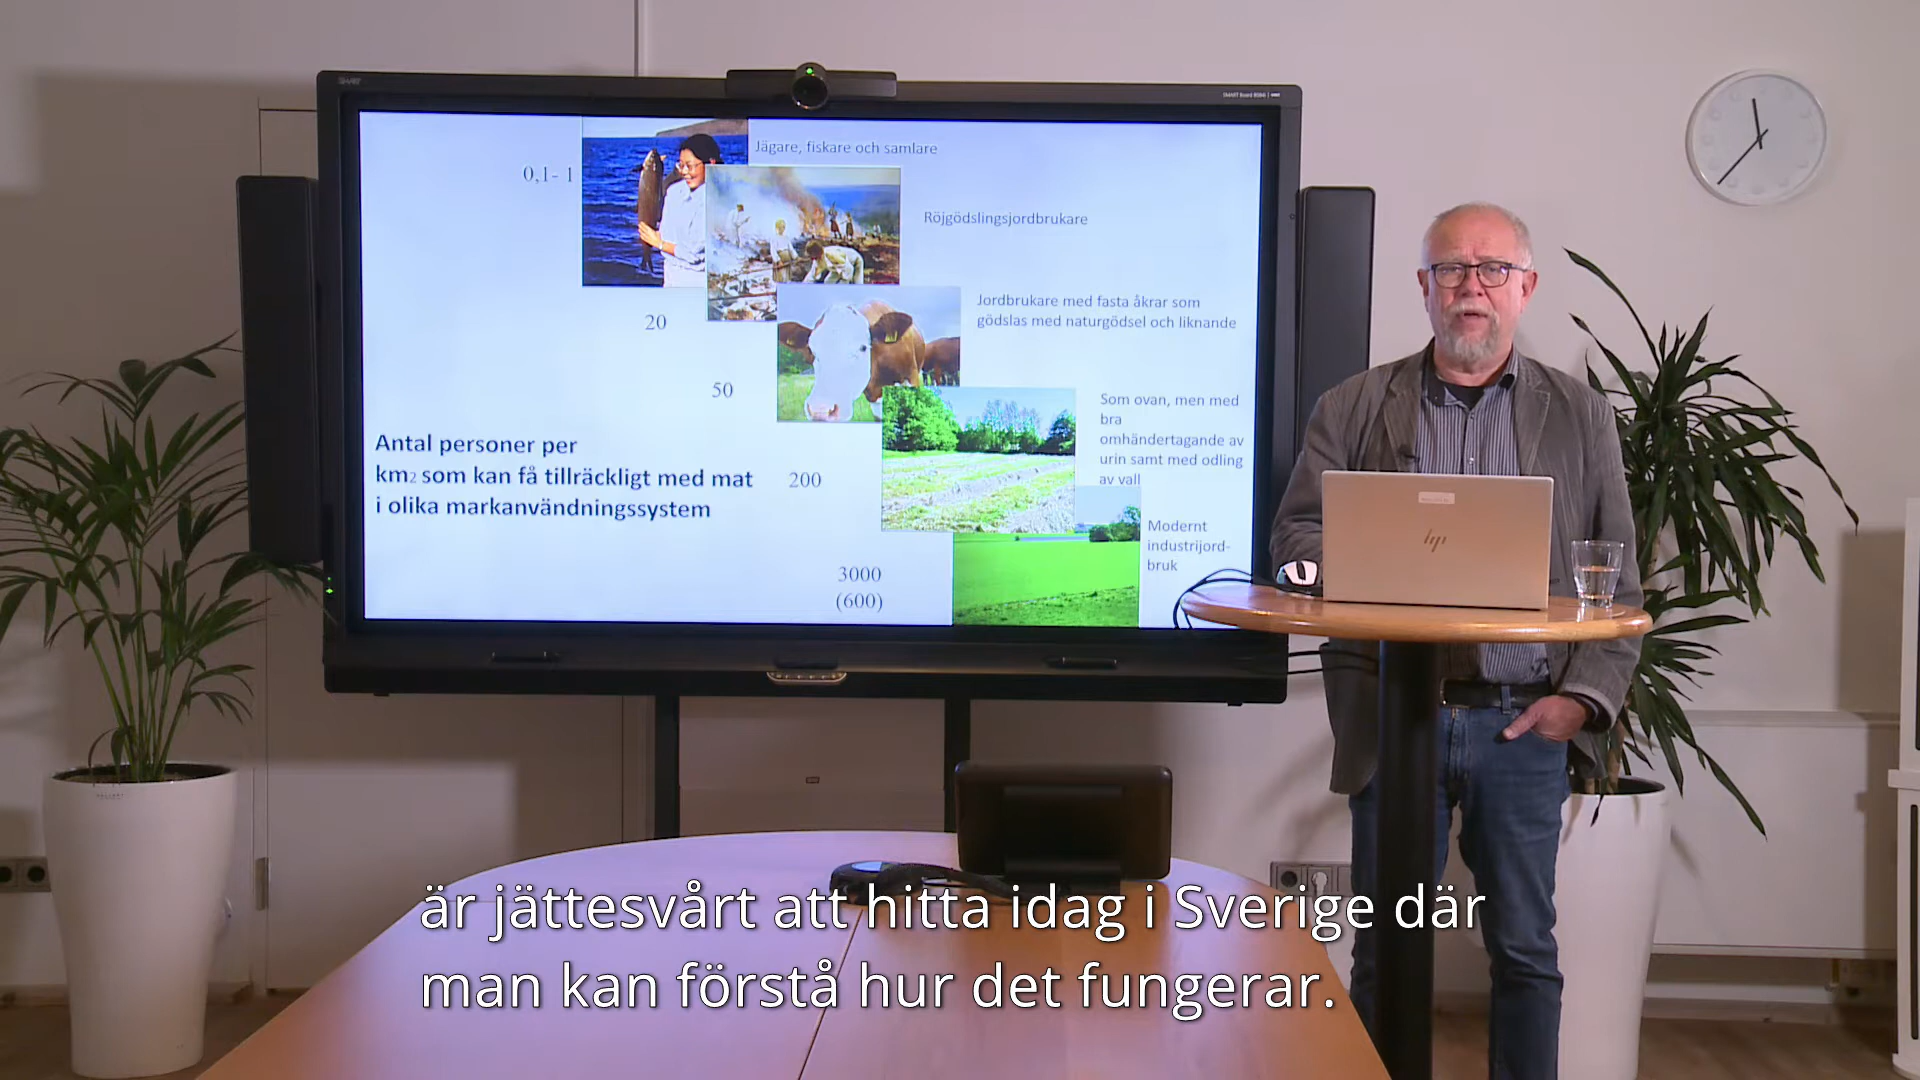 SMART
Jägare, fiskare och samlare
0,1- 1
Röjgödslingsjordbrukare
Jordbrukare med fasta åkrar som
gödslas med naturgödsel och liknande
20
50
Som ovan, men med
bra
omhändertagande av
urin samt med odling
av vall
Antal personer per
km2 som kan få tillräckligt med mat
i olika markanvändningssystem
200
Modernt
industrijord-
bruk
3000
(600)
hp
är jättesvårt att hitta idag i Sverige där
man kan förstå hur det fungerar.